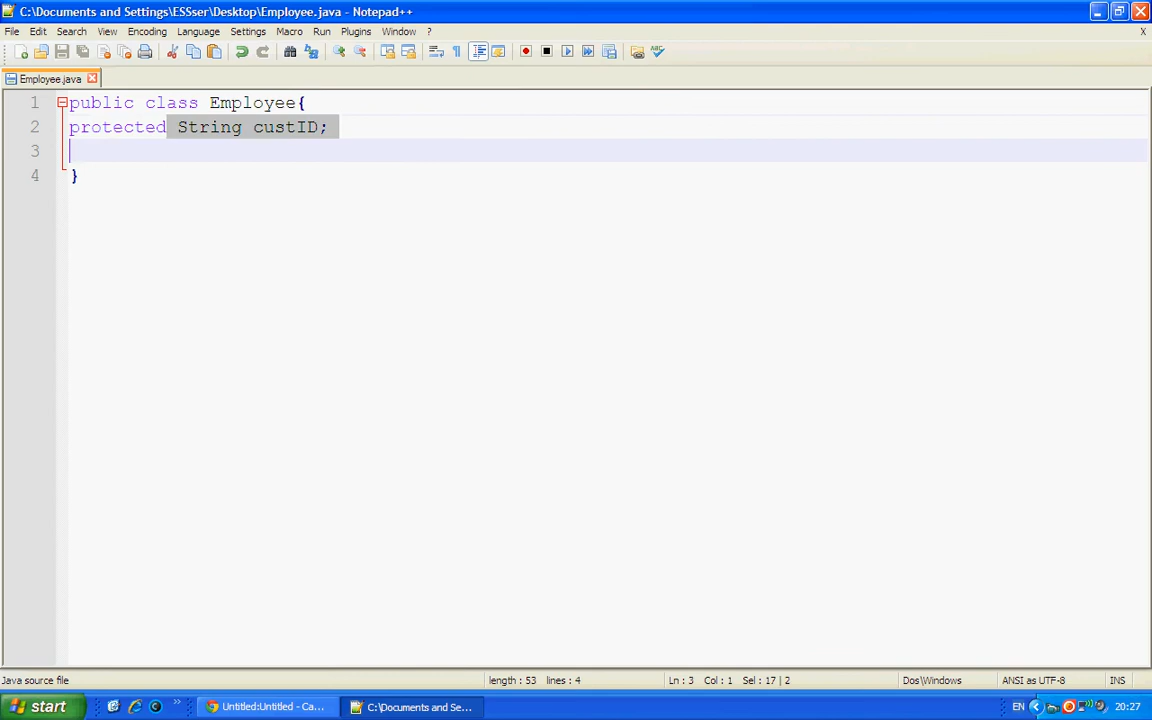 C:\Documents and Settings\ESSser\Desktop\Employee.java - Notepad++
File Edit Search View Encoding Language Settings Macro Run Plugins Window ? X
Employee.java
1 public class Employee{
2 protected String custID;
3
4 }
Java source file length : 53 lines : 4 Ln : 3 Col : 1 Sel : 17 | 2 Dos\Windows ANSI as UTF-8 INS
start Untitled:Untitled - Ca... C:\Documents and Se... EN 20:27